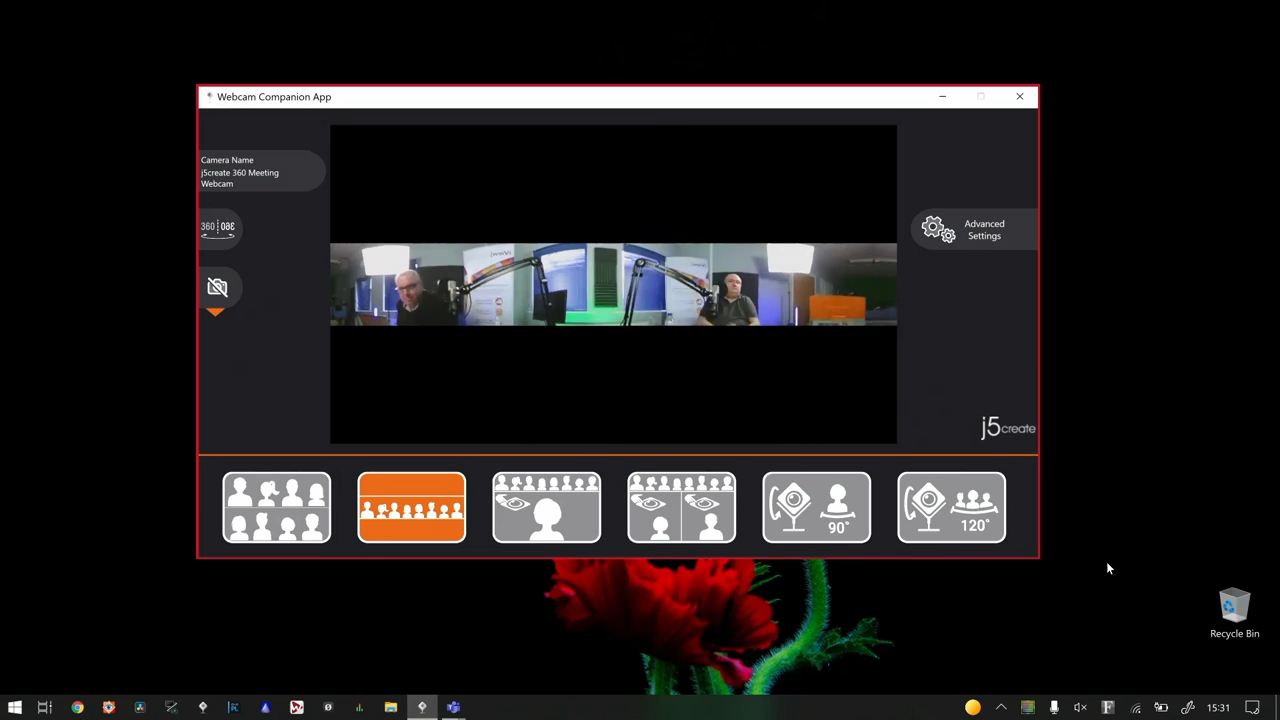 Webcam Companion App
Camera Name
j5create 360 Meeting
Webcam
360
360
Advanced
Settings
j5create
90°
120°
Recycle Bin
15:31